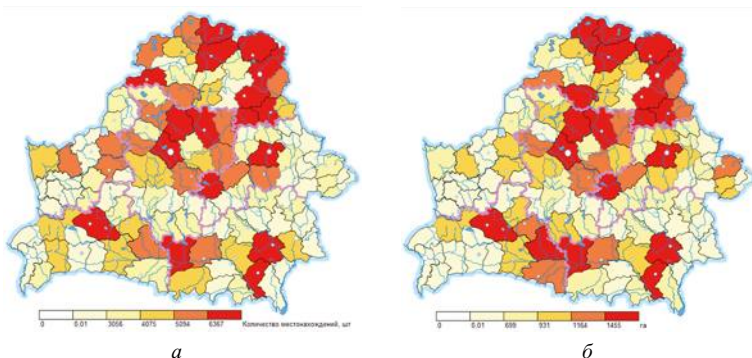 0 0.01 3056 4075 5094 6367 Количество местонахождений, шт
0 0.01 699 931 1164 1455 га
а б